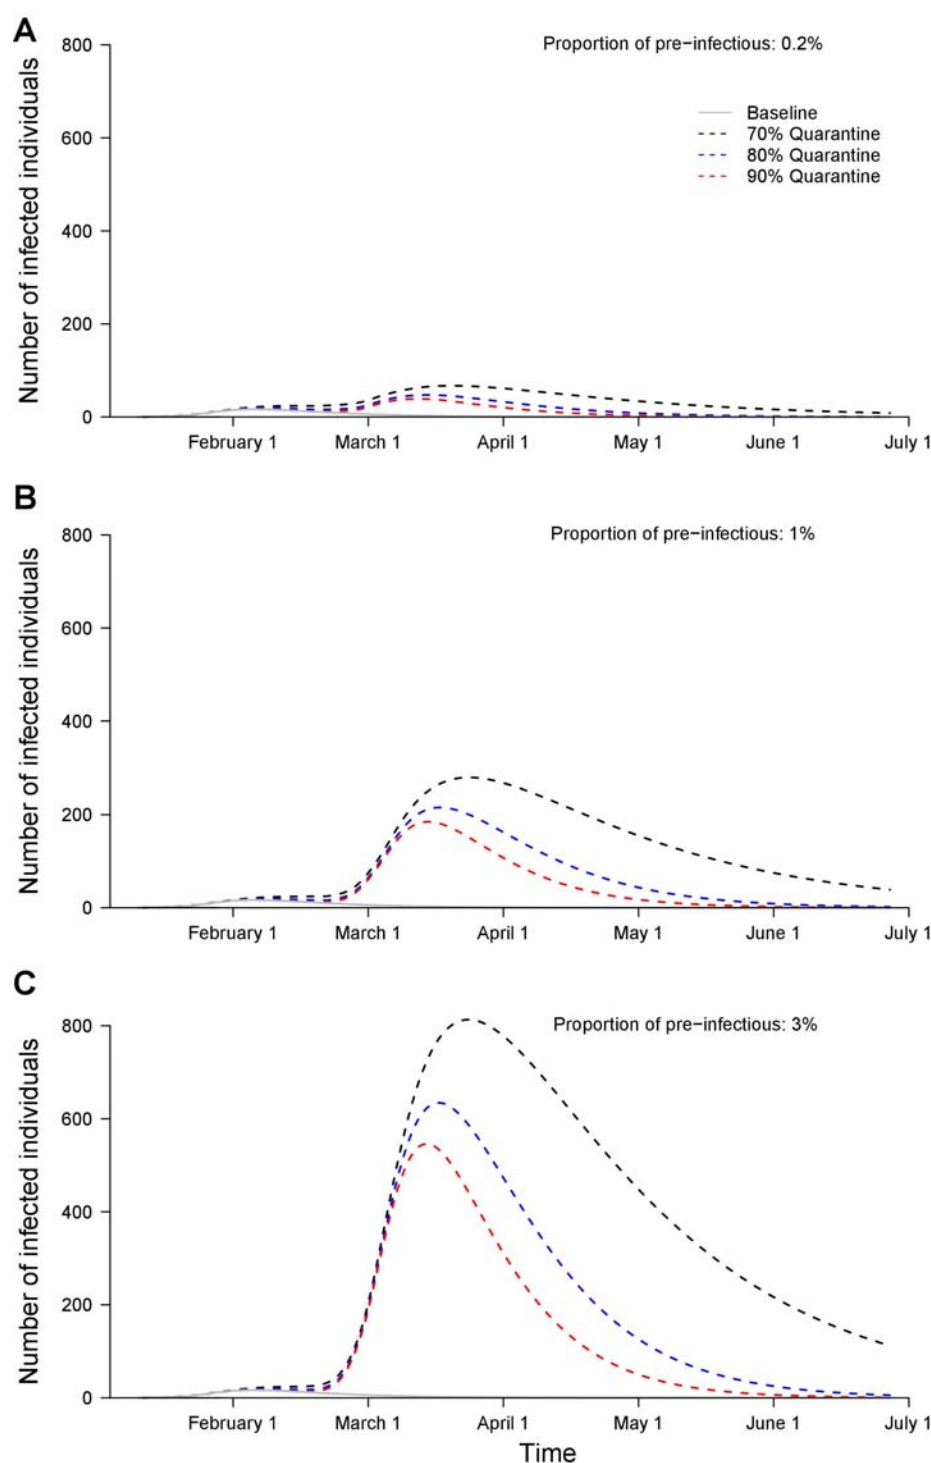 A
Proportion of pre−infectious: 0.2%
Number of infected individuals
800
600
400
200
0
Baseline
70% Quarantine
80% Quarantine
90% Quarantine
February 1 March 1 April 1 May 1 June 1 July 1
B
Proportion of pre−infectious: 1%
Number of infected individuals
800
600
400
200
0
February 1 March 1 April 1 May 1 June 1 July 1
C
Proportion of pre−infectious: 3%
Number of infected individuals
800
600
400
200
0
February 1 March 1 April 1 May 1 June 1 July 1
Time